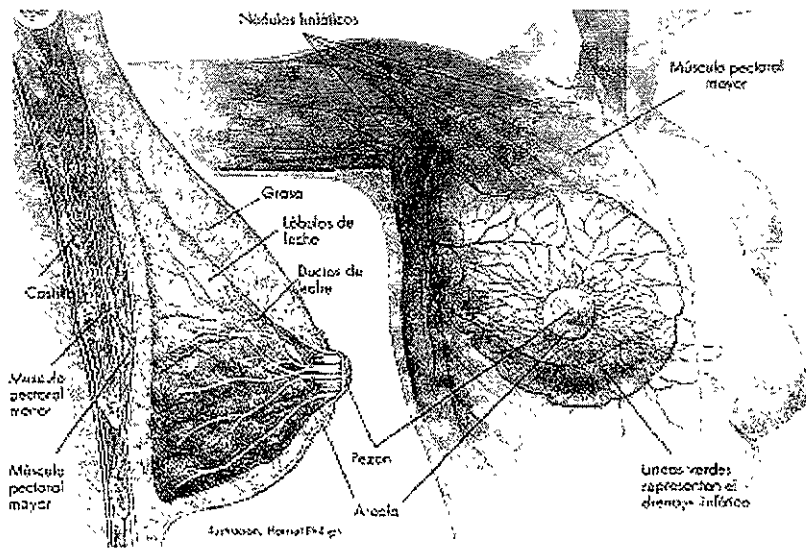 Nódulos linfáticos
Músculo pectoral
mayor
Grasa
Lóbulos de
leche
Ductos de
leche
Costilla
Músculo
pectoral
menor
Músculo
pectoral
mayor
Pezon
Areola
Líneas verdes
representan el
drenaje linfático